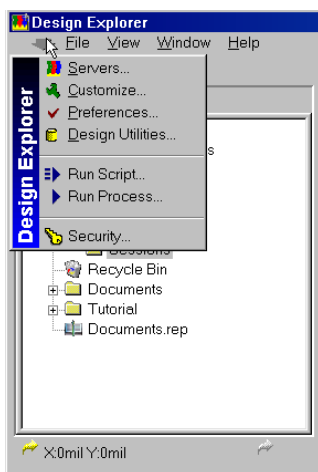 Design Explorer
File View Window Help
Servers...
Customize...
Preferences...
Design Utilities...
s
Run Script...
Run Process...
Security...
Design Explorer
Sessions
Recycle Bin
Documents
Tutorial
Documents.rep
X:0mil Y:0mil